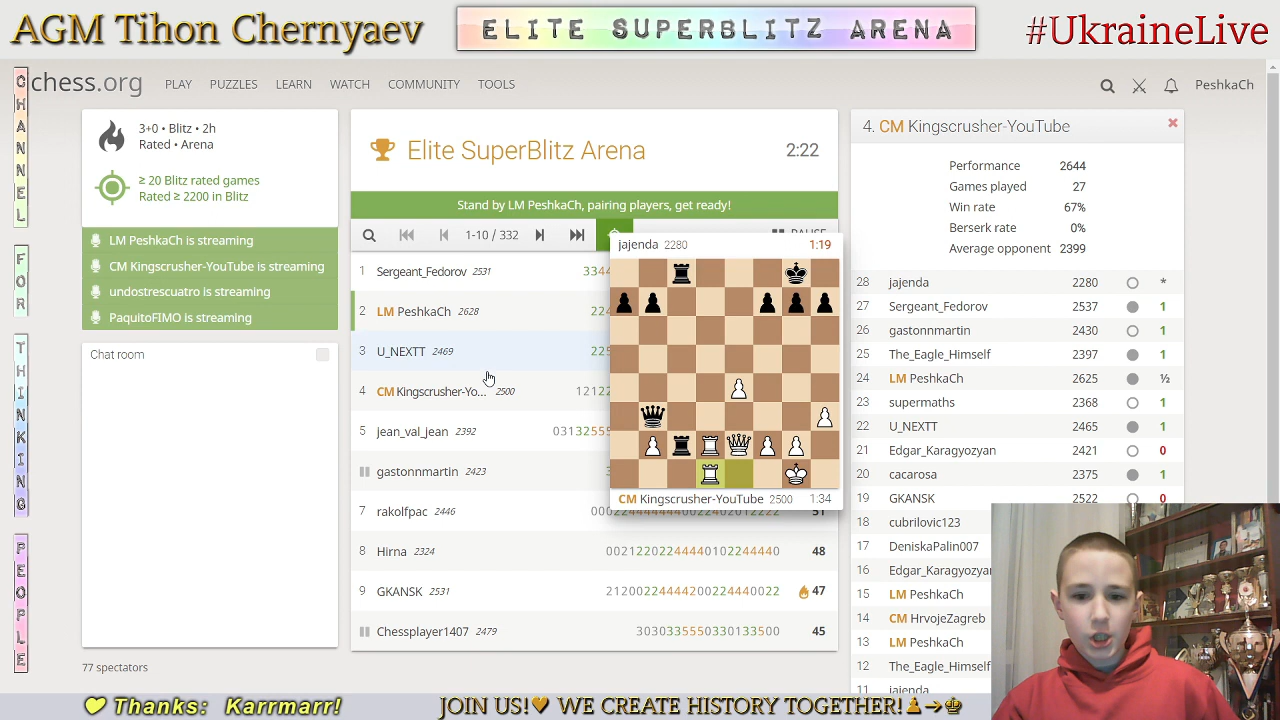 AGM Tihon Chernyaev
ELITE SUPERBLITZ ARENA
#UkraineLive
CHANNEL
FOR
THINKING
PEOPLE
chess.org
PLAY PUZZLES LEARN WATCH COMMUNITY TOOLS
PeshkaCh
3+0 • Blitz • 2h
Rated • Arena
≥ 20 Blitz rated games
Rated ≥ 2200 in Blitz
LM PeshkaCh is streaming
CM Kingscrusher-YouTube is streaming
undostrescuatro is streaming
PaquitoFIMO is streaming
Chat room
77 spectators
Elite SuperBlitz Arena 2:22
Stand by LM PeshkaCh, pairing players, get ready!
1-10 / 332
1 Sergeant_Fedorov 2531
2 LM PeshkaCh 2628
3 U_NEXTT 2469
4 CM Kingscrusher-Yo... 2500
5 jean_val_jean 2392
gastonnmartin 2423
7 rakolfpac 2446
8 Hirna 2324 0021220224444010224444​0 48
9 GKANSK 2531 47
Chessplayer1407 2479 45
jajenda 2280 1:19
CM Kingscrusher-YouTube 2500 1:34
4. CM Kingscrusher-YouTube
Performance 2644
Games played 27
Win rate 67%
Berserk rate 0%
Average opponent 2399
28 jajenda 2280 *
27 Sergeant_Fedorov 2537 1
26 gastonnmartin 2430 1
25 The_Eagle_Himself 2397 1
24 LM PeshkaCh 2625 ½
23 supermaths 2368 1
22 U_NEXTT 2465 1
21 Edgar_Karagyozyan 2421 0
20 cacarosa 2375 1
19 GKANSK 2522 0
18 cubrilovic123
17 DeniskaPalin007
16 Edgar_Karagyozyan
15 LM PeshkaCh
14 CM HrvojeZagreb
13 LM PeshkaCh
12 The_Eagle_Himself
11 jajenda
Thanks: Karrmarr!
JOIN US! WE CREATE HISTORY TOGETHER!